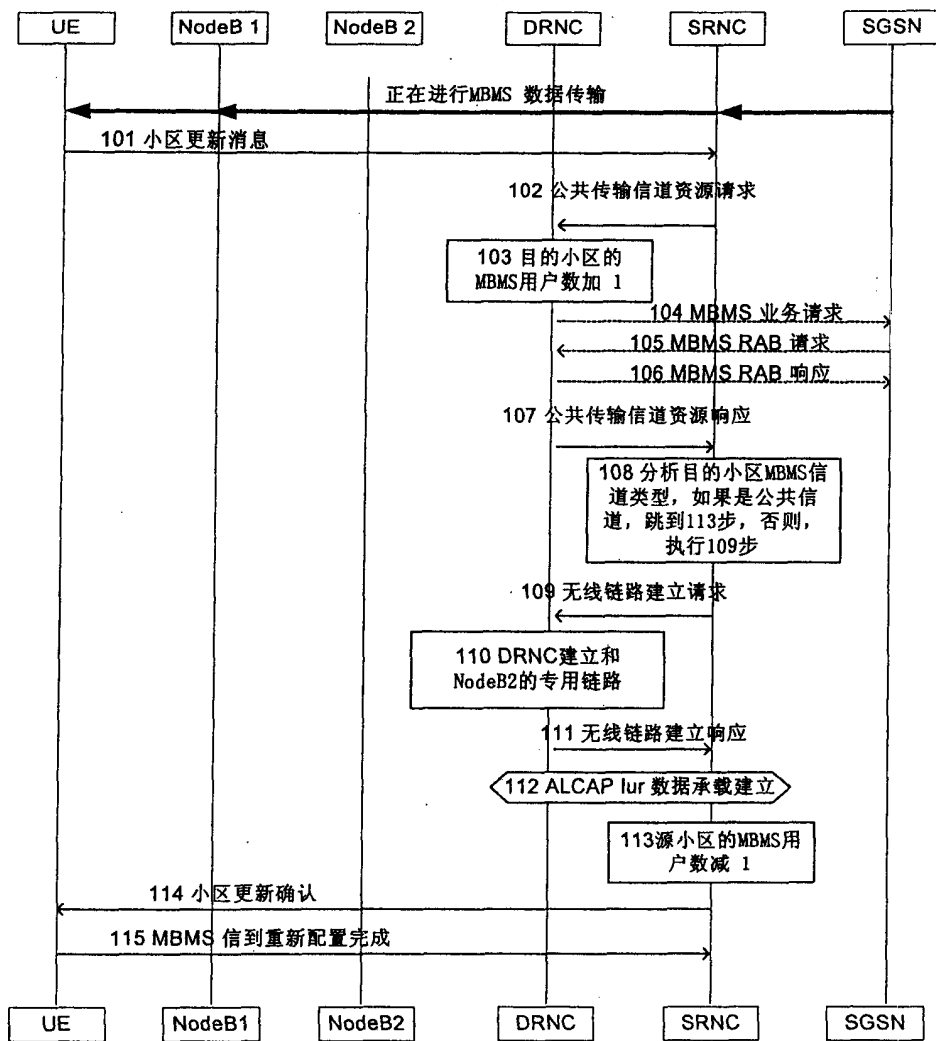 UE NodeB 1 NodeB 2 DRNC SRNC SGSN
正在进行MBMS 数据传输
101 小区更新消息
102 公共传输信道资源请求
103 目的小区的
MBMS用户数加 1
104 MBMS 业务请求
105 MBMS RAB 请求
106 MBMS RAB 响应
107 公共传输信道资源响应
108 分析目的小区MBMS信
道类型，如果是公共信
道，跳到113步，否则，
执行109步
109 无线链路建立请求
110 DRNC建立和
NodeB2的专用链路
111 无线链路建立响应
112 ALCAP Iur 数据承载建立
113源小区的MBMS用
户数减 1
114 小区更新确认
115 MBMS 信到重新配置完成
UE NodeB1 NodeB2 DRNC SRNC SGSN